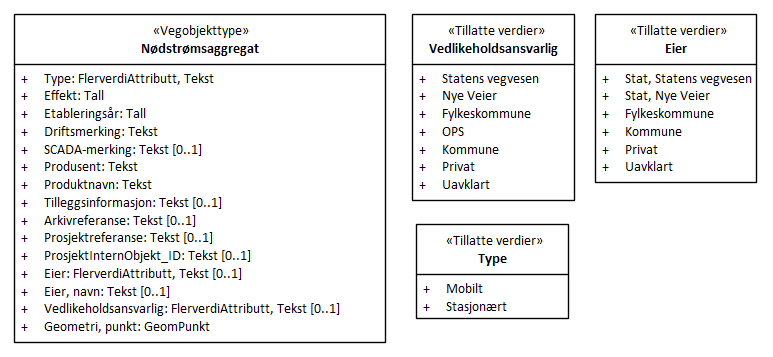 «Vegobjekttype»
Nødstrømsaggregat
+ Type: FlerverdiAttributt, Tekst
+ Effekt: Tall
+ Etableringsår: Tall
+ Driftsmerking: Tekst
+ SCADA-merking: Tekst [0..1]
+ Produsent: Tekst
+ Produktnavn: Tekst
+ Tilleggsinformasjon: Tekst [0..1]
+ Arkivreferanse: Tekst [0..1]
+ Prosjektreferanse: Tekst [0..1]
+ ProsjektInternObjekt_ID: Tekst [0..1]
+ Eier: FlerverdiAttributt, Tekst [0..1]
+ Eier, navn: Tekst [0..1]
+ Vedlikeholdsansvarlig: FlerverdiAttributt, Tekst [0..1]
+ Geometri, punkt: GeomPunkt
«Tillatte verdier»
Vedlikeholdsansvarlig
+ Statens vegvesen
+ Nye Veier
+ Fylkeskommune
+ OPS
+ Kommune
+ Privat
+ Uavklart
«Tillatte verdier»
Eier
+ Stat, Statens vegvesen
+ Stat, Nye Veier
+ Fylkeskommune
+ Kommune
+ Privat
+ Uavklart
«Tillatte verdier»
Type
+ Mobilt
+ Stasjonært